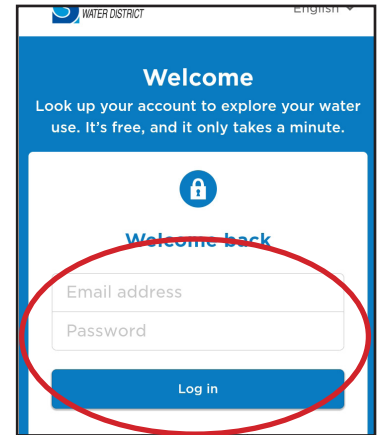 WATER DISTRICT
English
Welcome
Look up your account to explore your water
use. It's free, and it only takes a minute.
Welcome back
Email address
Password
Log in